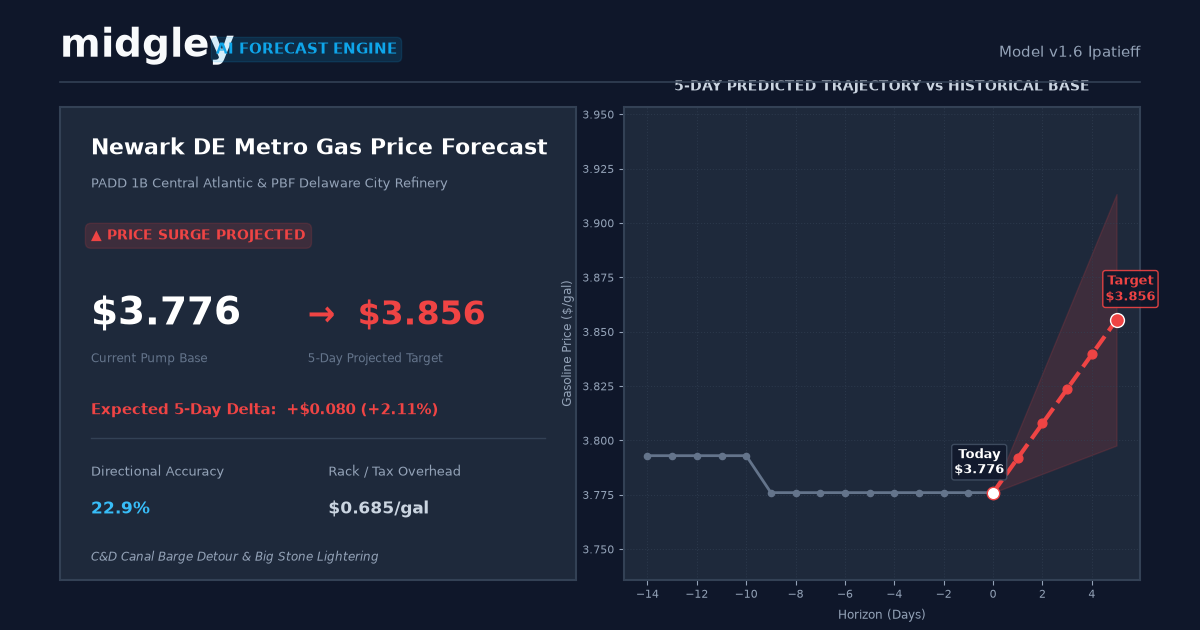 midgley
AI FORECAST ENGINE
Model v1.6 Ipatieff
Newark DE Metro Gas Price Forecast
PADD 1B Central Atlantic & PBF Delaware City Refinery
▲ PRICE SURGE PROJECTED
$3.776 → $3.856
Current Pump Base 5-Day Projected Target
Expected 5-Day Delta: +$0.080 (+2.11%)
Directional Accuracy Rack / Tax Overhead
22.9% $0.685/gal
C&D Canal Barge Detour & Big Stone Lightering
5-DAY PREDICTED TRAJECTORY vs HISTORICAL BASE
Gasoline Price ($/gal)
3.950
3.925
3.900
3.875
3.850
3.825
3.800
3.775
3.750
Target
$3.856
Today
$3.776
−14 −12 −10 −8 −6 −4 −2 0 2 4
Horizon (Days)